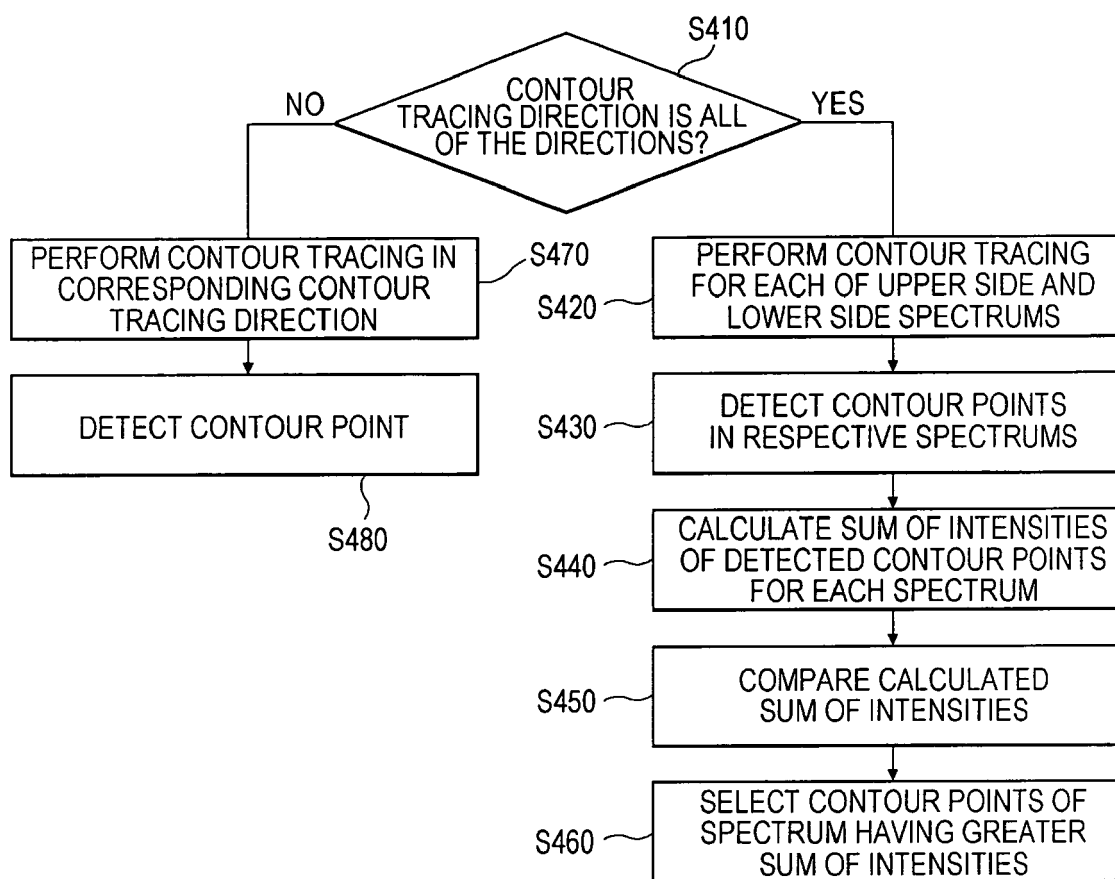 S410
CONTOUR
TRACING DIRECTION IS ALL
OF THE DIRECTIONS?
NO
YES
PERFORM CONTOUR TRACING IN
CORRESPONDING CONTOUR
TRACING DIRECTION
S470
DETECT CONTOUR POINT
S480
PERFORM CONTOUR TRACING
FOR EACH OF UPPER SIDE AND
LOWER SIDE SPECTRUMS
S420
DETECT CONTOUR POINTS
IN RESPECTIVE SPECTRUMS
S430
CALCULATE SUM OF INTENSITIES
OF DETECTED CONTOUR POINTS
FOR EACH SPECTRUM
S440
COMPARE CALCULATED
SUM OF INTENSITIES
S450
SELECT CONTOUR POINTS OF
SPECTRUM HAVING GREATER
SUM OF INTENSITIES
S460